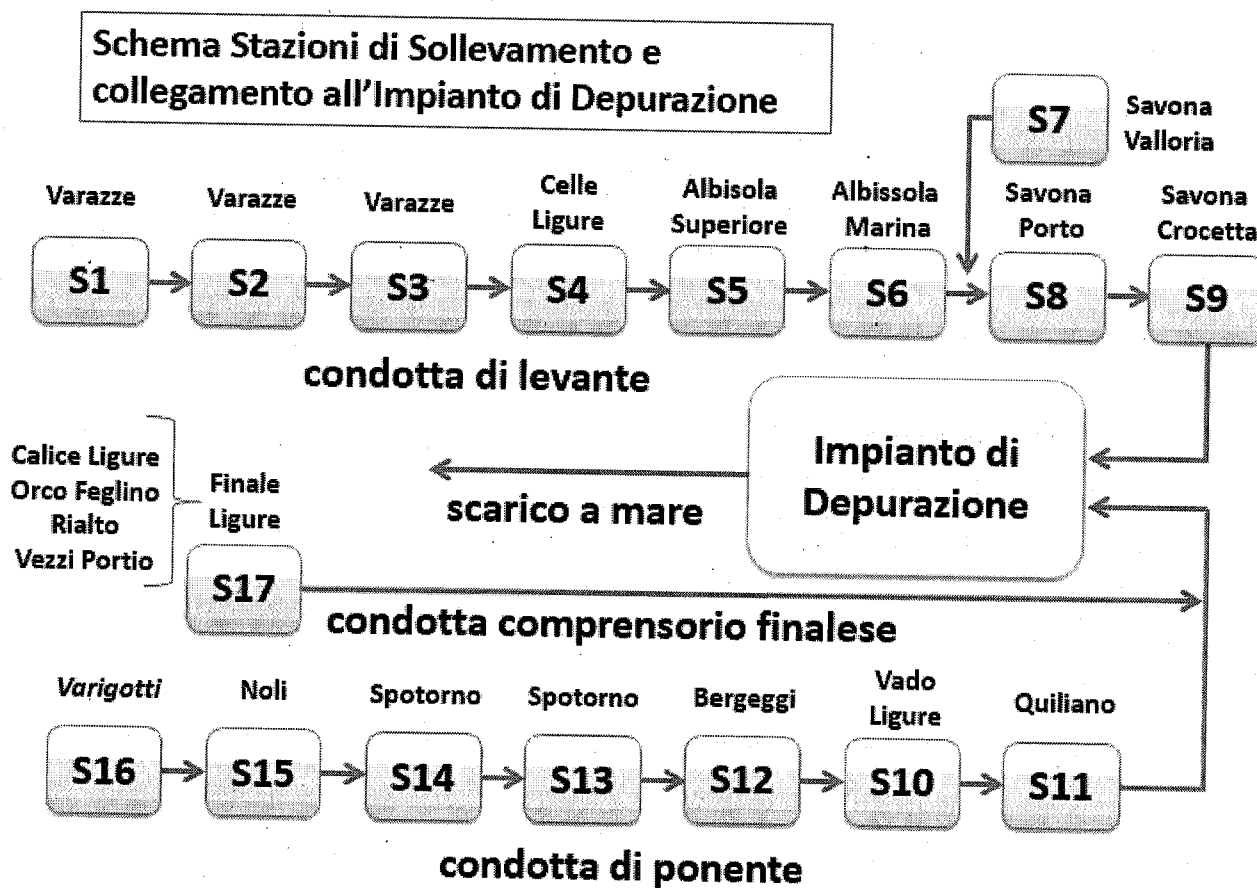 Schema Stazioni di Sollevamento e
collegamento all'Impianto di Depurazione
S7
Savona
Valloria
Varazze
Varazze
Varazze
Celle
Ligure
Albisola
Superiore
Albissola
Marina
Savona
Porto
Savona
Crocetta
S1
S2
S3
S4
S5
S6
S8
S9
condotta di levante
Impianto di
Depurazione
scarico a mare
Calice Ligure
Orco Feglino
Rialto
Vezzi Portio
Finale
Ligure
S17
condotta comprensorio finalese
Varigotti
Noli
Spotorno
Spotorno
Bergeggi
Vado
Ligure
Quiliano
S16
S15
S14
S13
S12
S10
S11
condotta di ponente